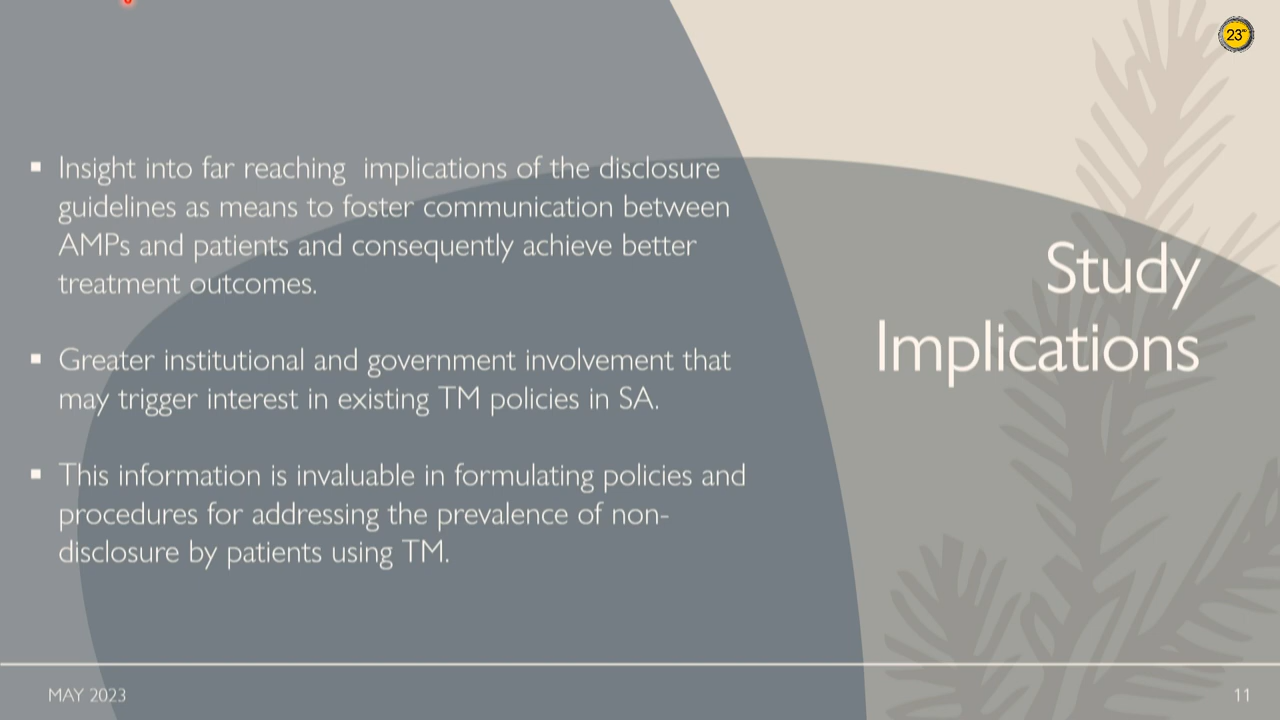 23RD
▪ Insight into far reaching  implications of the disclosure
guidelines as means to foster communication between
AMPs and patients and consequently achieve better
treatment outcomes.
▪ Greater institutional and government involvement that
may trigger interest in existing TM policies in SA.
▪ This information is invaluable in formulating policies and
procedures for addressing the prevalence of non-
disclosure by patients using TM.
Study
Implications
MAY 2023
11